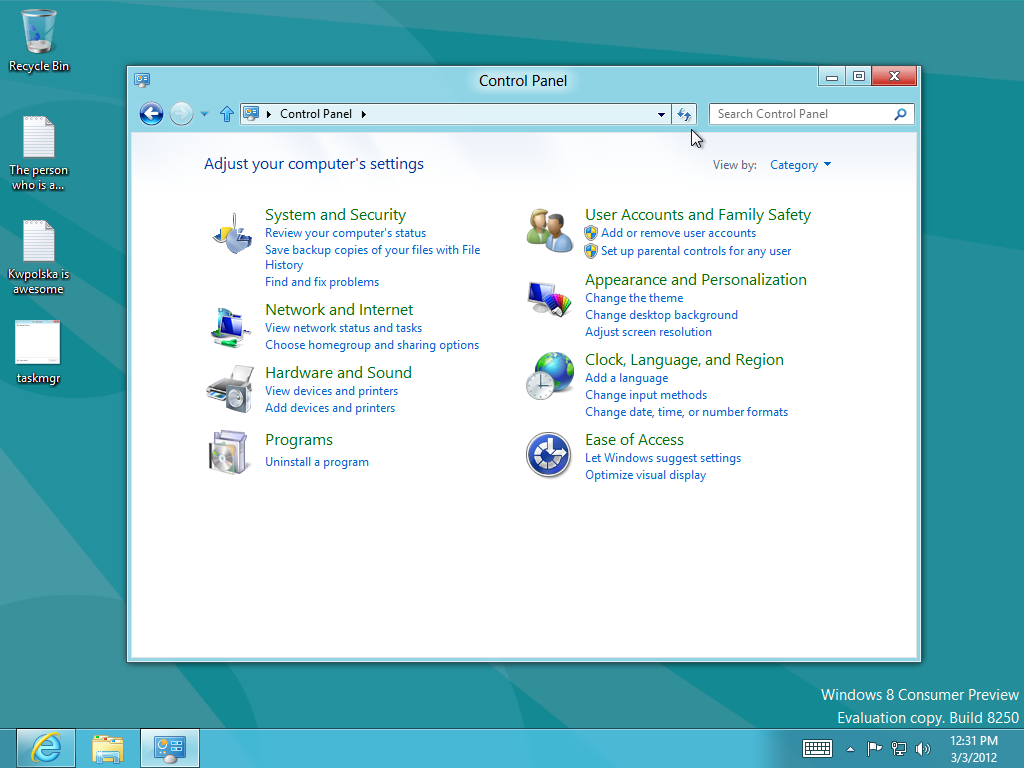 Recycle Bin
The person
who is a...
Kwpolska is
awesome
taskmgr
Control Panel
Control Panel
Search Control Panel
Adjust your computer's settings
View by: Category
System and Security
Review your computer's status
Save backup copies of your files with File
History
Find and fix problems
Network and Internet
View network status and tasks
Choose homegroup and sharing options
Hardware and Sound
View devices and printers
Add devices and printers
Programs
Uninstall a program
User Accounts and Family Safety
Add or remove user accounts
Set up parental controls for any user
Appearance and Personalization
Change the theme
Change desktop background
Adjust screen resolution
Clock, Language, and Region
Add a language
Change input methods
Change date, time, or number formats
Ease of Access
Let Windows suggest settings
Optimize visual display
Windows 8 Consumer Preview
Evaluation copy. Build 8250
12:31 PM
3/3/2012